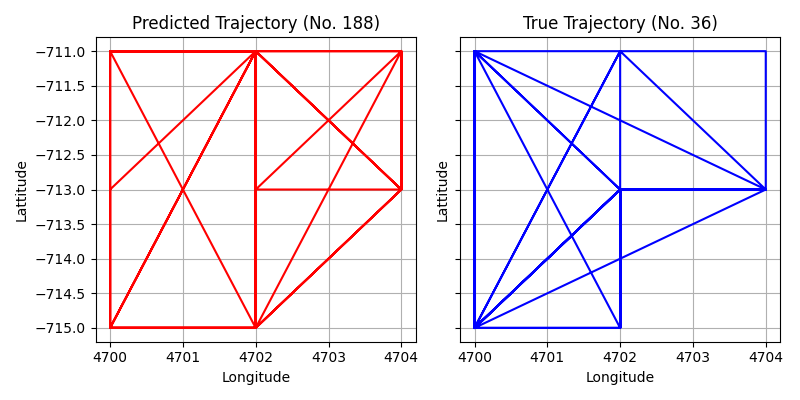 Predicted Trajectory (No. 188)
True Trajectory (No. 36)
−711.0
−711.5
−712.0
−712.5
−713.0
−713.5
−714.0
−714.5
−715.0
Lattitude
Lattitude
4700 4701 4702 4703 4704
4700 4701 4702 4703 4704
Longitude
Longitude